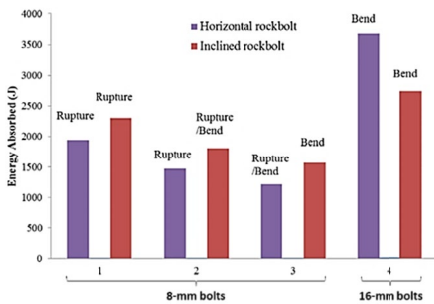 Energy Absorbed (J)
4000
3500
3000
2500
2000
1500
1000
500
0
Horizontal rockbolt
Inclined rockbolt
Rupture
Rupture
Rupture
Rupture
/Bend
Rupture
/Bend
Bend
Bend
Bend
1
2
3
4
8-mm bolts
16-mm bolts